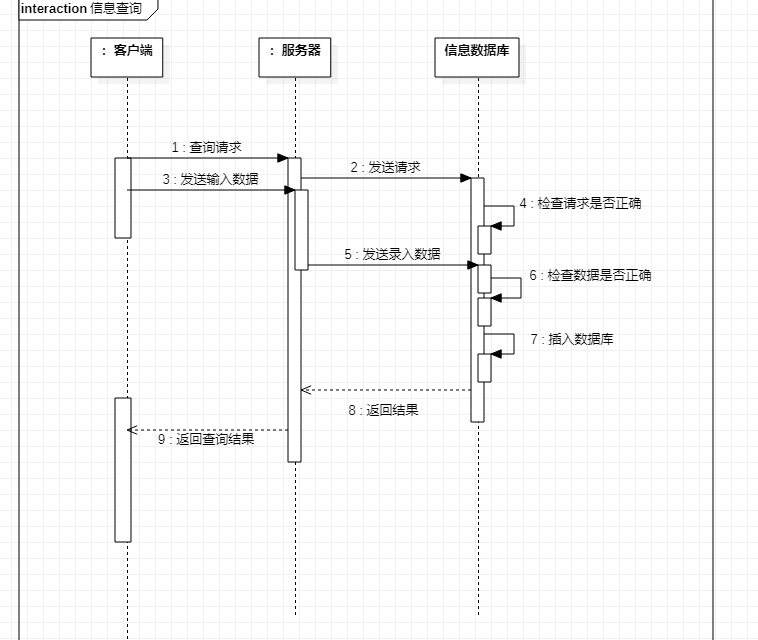 interaction 信息查询
: 客户端
: 服务器
信息数据库
1 : 查询请求
2 : 发送请求
3 : 发送输入数据
4 : 检查请求是否正确
5 : 发送录入数据
6 : 检查数据是否正确
7 : 插入数据库
8 : 返回结果
9 : 返回查询结果